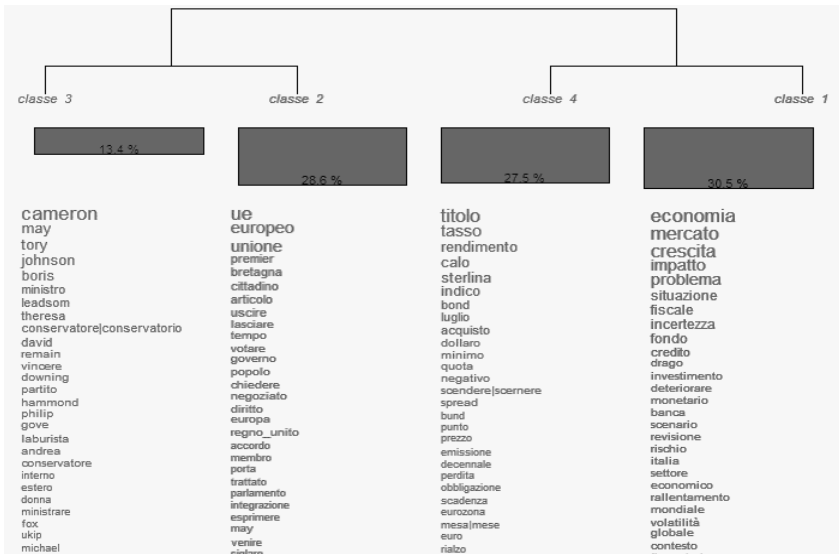 classe 3
classe 2
classe 4
classe 1
13.4 %
28.6 %
27.5 %
30.5 %
cameron
may
tory
johnson
boris
ministro
leadsom
theresa
conservatore|conservatorio
david
remain
vincere
downing
partito
hammond
philip
gove
laburista
andrea
conservatore
interno
estero
donna
ministrare
fox
ukip
michael
ue
europeo
unione
premier
bretagna
cittadino
articolo
uscire
lasciare
tempo
votare
governo
popolo
chiedere
negoziato
diritto
europa
regno_unito
accordo
membro
porta
trattato
parlamento
integrazione
esprimere
may
venire
titolo
tasso
rendimento
calo
sterlina
indico
bond
luglio
acquisto
dollaro
minimo
quota
negativo
scendere|scernere
spread
bund
punto
prezzo
emissione
decennale
perdita
obbligazione
scadenza
eurozona
mesa|mese
euro
rialzo
economia
mercato
crescita
impatto
problema
situazione
fiscale
incertezza
fondo
credito
drago
investimento
deteriorare
monetario
banca
scenario
revisione
rischio
italia
settore
economico
rallentamento
mondiale
volatilità
globale
contesto